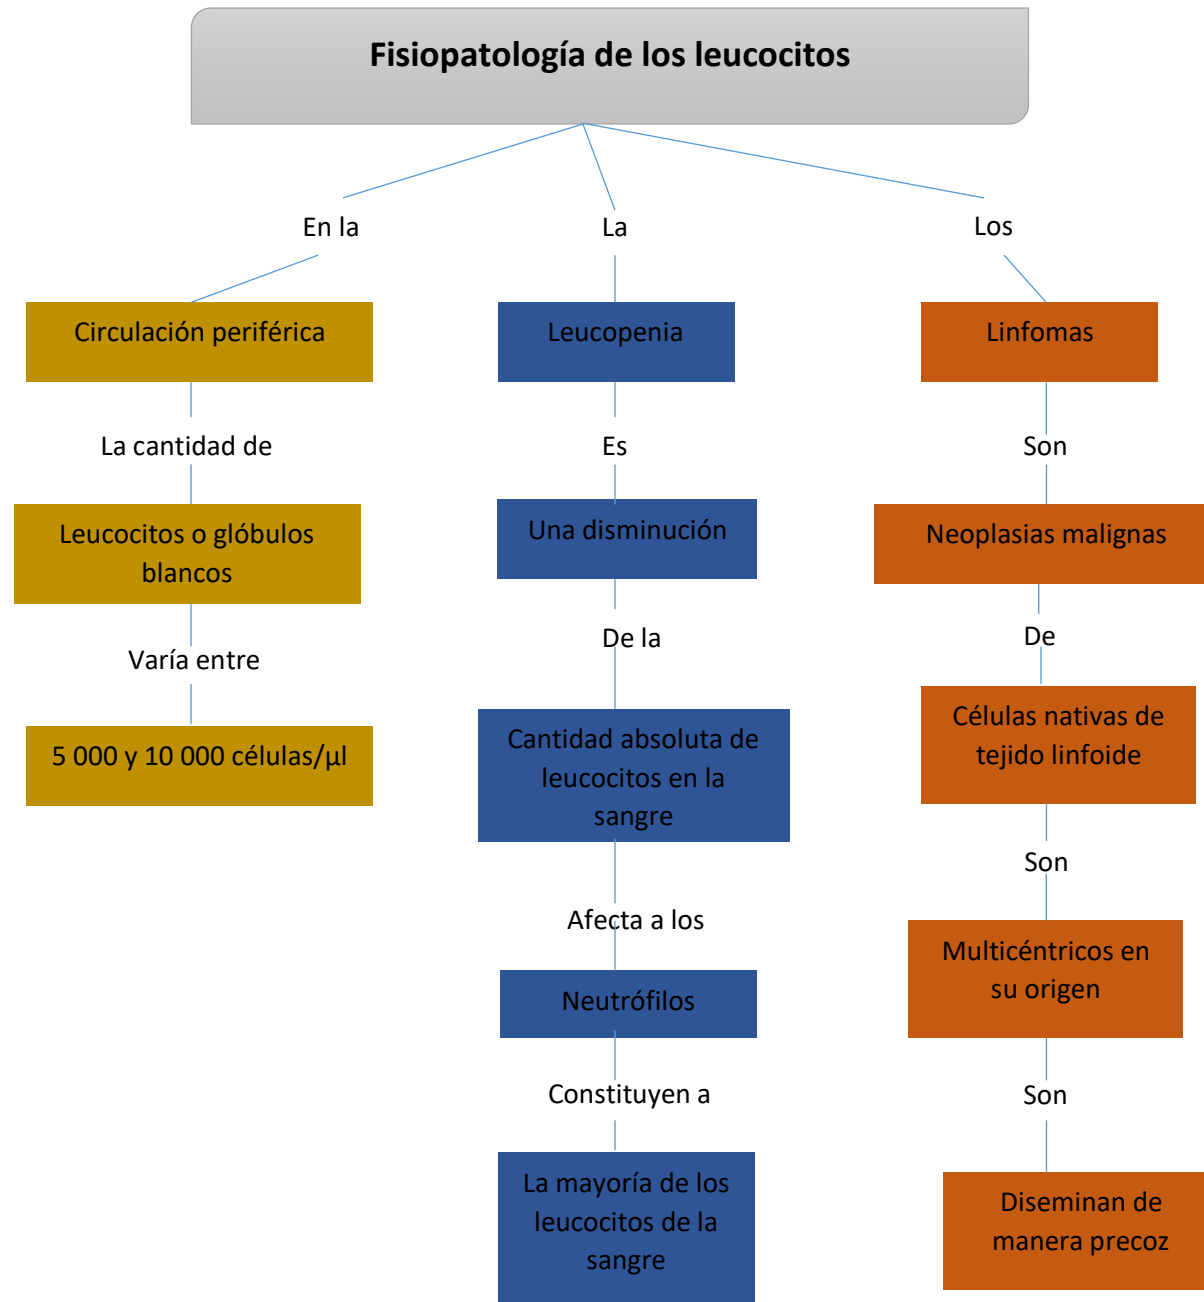 Fisiopatología de los leucocitos
En la
La
Los
Circulación periférica
Leucopenia
Linfomas
La cantidad de
Es
Son
Leucocitos o glóbulos
blancos
Una disminución
Neoplasias malignas
Varía entre
De la
De
5 000 y 10 000 células/µl
Cantidad absoluta de
leucocitos en la
sangre
Células nativas de
tejido linfoide
Afecta a los
Son
Neutrófilos
Multicéntricos en
su origen
Constituyen a
Son
La mayoría de los
leucocitos de la
sangre
Diseminan de
manera precoz